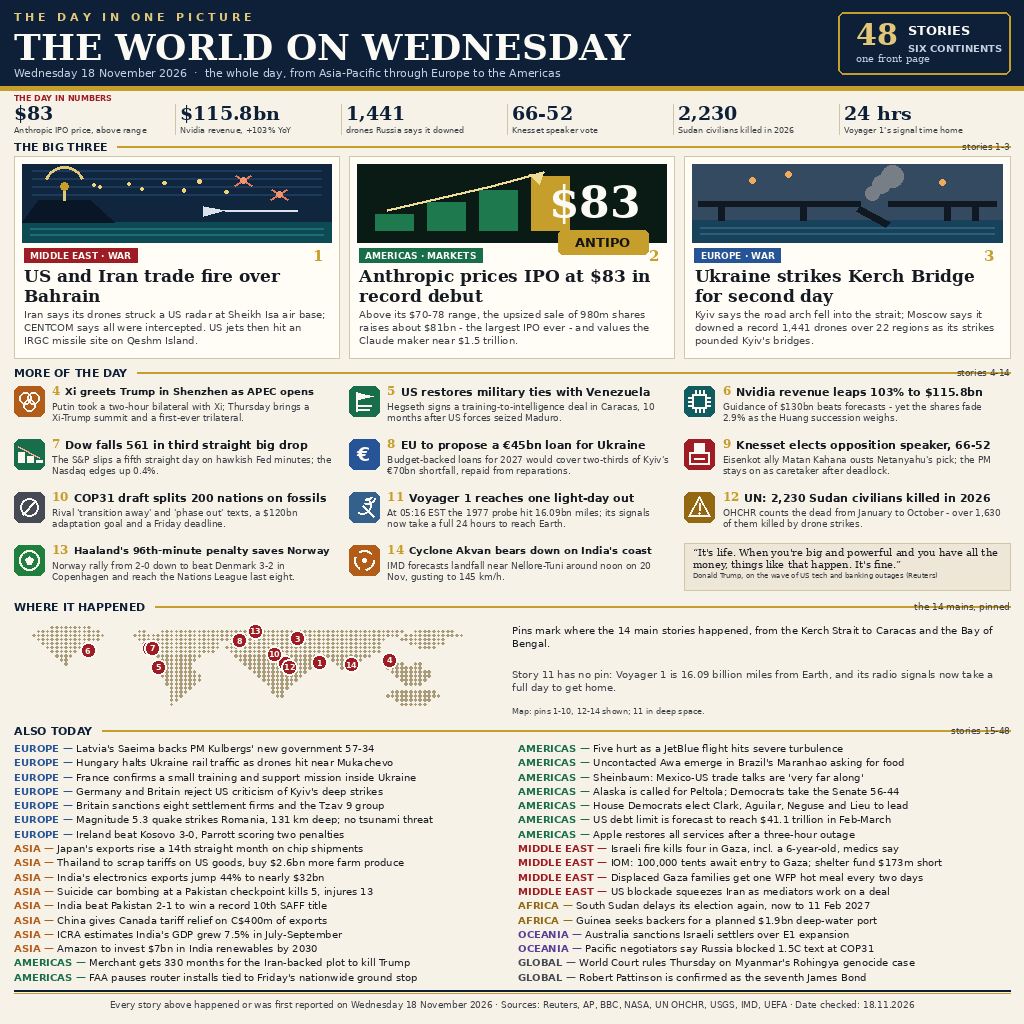 THE DAY IN ONE PICTURE
THE WORLD ON WEDNESDAY
Wednesday 18 November 2026 · the whole day, from Asia-Pacific through Europe to the Americas
48 STORIES
SIX CONTINENTS
one front page
THE DAY IN NUMBERS
$83
Anthropic IPO price, above range
$115.8bn
Nvidia revenue, +103% YoY
1,441
drones Russia says it downed
66-52
Knesset speaker vote
2,230
Sudan civilians killed in 2026
24 hrs
Voyager 1's signal time home
THE BIG THREE
stories 1-3
MIDDLE EAST · WAR
1
US and Iran trade fire over
Bahrain
Iran says its drones struck a US radar at Sheikh Isa air base;
CENTCOM says all were intercepted. US jets then hit an
IRGC missile site on Qeshm Island.
$83
ANTIPO
AMERICAS · MARKETS
2
Anthropic prices IPO at $83 in
record debut
Above its $70-78 range, the upsized sale of 980m shares
raises about $81bn - the largest IPO ever - and values the
Claude maker near $1.5 trillion.
EUROPE · WAR
3
Ukraine strikes Kerch Bridge
for second day
Kyiv says the road arch fell into the strait; Moscow says it
downed a record 1,441 drones over 22 regions as its strikes
pounded Kyiv's bridges.
MORE OF THE DAY
stories 4-14
4 Xi greets Trump in Shenzhen as APEC opens
Putin took a two-hour bilateral with Xi; Thursday brings a
Xi-Trump summit and a first-ever trilateral.
5 US restores military ties with Venezuela
Hegseth signs a training-to-intelligence deal in Caracas, 10
months after US forces seized Maduro.
6 Nvidia revenue leaps 103% to $115.8bn
Guidance of $130bn beats forecasts - yet the shares fade
2.9% as the Huang succession weighs.
7 Dow falls 561 in third straight big drop
The S&P slips a fifth straight day on hawkish Fed minutes; the
Nasdaq edges up 0.4%.
€
8 EU to propose a €45bn loan for Ukraine
Budget-backed loans for 2027 would cover two-thirds of Kyiv's
€70bn shortfall, repaid from reparations.
9 Knesset elects opposition speaker, 66-52
Eisenkot ally Matan Kahana ousts Netanyahu's pick; the PM
stays on as caretaker after deadlock.
10 COP31 draft splits 200 nations on fossils
Rival 'transition away' and 'phase out' texts, a $120bn
adaptation goal and a Friday deadline.
11 Voyager 1 reaches one light-day out
At 05:16 EST the 1977 probe hit 16.09bn miles; its signals
now take a full 24 hours to reach Earth.
12 UN: 2,230 Sudan civilians killed in 2026
OHCHR counts the dead from January to October - over 1,630
of them killed by drone strikes.
13 Haaland's 96th-minute penalty saves Norway
Norway rally from 2-0 down to beat Denmark 3-2 in
Copenhagen and reach the Nations League last eight.
14 Cyclone Akvan bears down on India's coast
IMD forecasts landfall near Nellore-Tuni around noon on 20
Nov, gusting to 145 km/h.
“It's life. When you're big and powerful and you have all the
money, things like that happen. It's fine.”
Donald Trump, on the wave of US tech and banking outages (Reuters)
WHERE IT HAPPENED
the 14 mains, pinned
6
7
5
8
13
3
10
12
1
14
4
Pins mark where the 14 main stories happened, from the Kerch Strait to Caracas and the Bay of
Bengal.
Story 11 has no pin: Voyager 1 is 16.09 billion miles from Earth, and its radio signals now take a
full day to get home.
Map: pins 1-10, 12-14 shown; 11 in deep space.
ALSO TODAY
stories 15-48
EUROPE — Latvia's Saeima backs PM Kulbergs' new government 57-34
EUROPE — Hungary halts Ukraine rail traffic as drones hit near Mukachevo
EUROPE — France confirms a small training and support mission inside Ukraine
EUROPE — Germany and Britain reject US criticism of Kyiv's deep strikes
EUROPE — Britain sanctions eight settlement firms and the Tzav 9 group
EUROPE — Magnitude 5.3 quake strikes Romania, 131 km deep; no tsunami threat
EUROPE — Ireland beat Kosovo 3-0, Parrott scoring two penalties
ASIA — Japan's exports rise a 14th straight month on chip shipments
ASIA — Thailand to scrap tariffs on US goods, buy $2.6bn more farm produce
ASIA — India's electronics exports jump 44% to nearly $32bn
ASIA — Suicide car bombing at a Pakistan checkpoint kills 5, injures 13
ASIA — India beat Pakistan 2-1 to win a record 10th SAFF title
ASIA — China gives Canada tariff relief on C$400m of exports
ASIA — ICRA estimates India's GDP grew 7.5% in July-September
ASIA — Amazon to invest $7bn in India renewables by 2030
AMERICAS — Merchant gets 330 months for the Iran-backed plot to kill Trump
AMERICAS — FAA pauses router installs tied to Friday's nationwide ground stop
AMERICAS — Five hurt as a JetBlue flight hits severe turbulence
AMERICAS — Uncontacted Awa emerge in Brazil's Maranhao asking for food
AMERICAS — Sheinbaum: Mexico-US trade talks are 'very far along'
AMERICAS — Alaska is called for Peltola; Democrats take the Senate 56-44
AMERICAS — House Democrats elect Clark, Aguilar, Neguse and Lieu to lead
AMERICAS — US debt limit is forecast to reach $41.1 trillion in Feb-March
AMERICAS — Apple restores all services after a three-hour outage
MIDDLE EAST — Israeli fire kills four in Gaza, incl. a 6-year-old, medics say
MIDDLE EAST — IOM: 100,000 tents await entry to Gaza; shelter fund $173m short
MIDDLE EAST — Displaced Gaza families get one WFP hot meal every two days
MIDDLE EAST — US blockade squeezes Iran as mediators work on a deal
AFRICA — South Sudan delays its election again, now to 11 Feb 2027
AFRICA — Guinea seeks backers for a planned $1.9bn deep-water port
OCEANIA — Australia sanctions Israeli settlers over E1 expansion
OCEANIA — Pacific negotiators say Russia blocked 1.5C text at COP31
GLOBAL — World Court rules Thursday on Myanmar's Rohingya genocide case
GLOBAL — Robert Pattinson is confirmed as the seventh James Bond
Every story above happened or was first reported on Wednesday 18 November 2026 · Sources: Reuters, AP, BBC, NASA, UN OHCHR, USGS, IMD, UEFA · Date checked: 18.11.2026